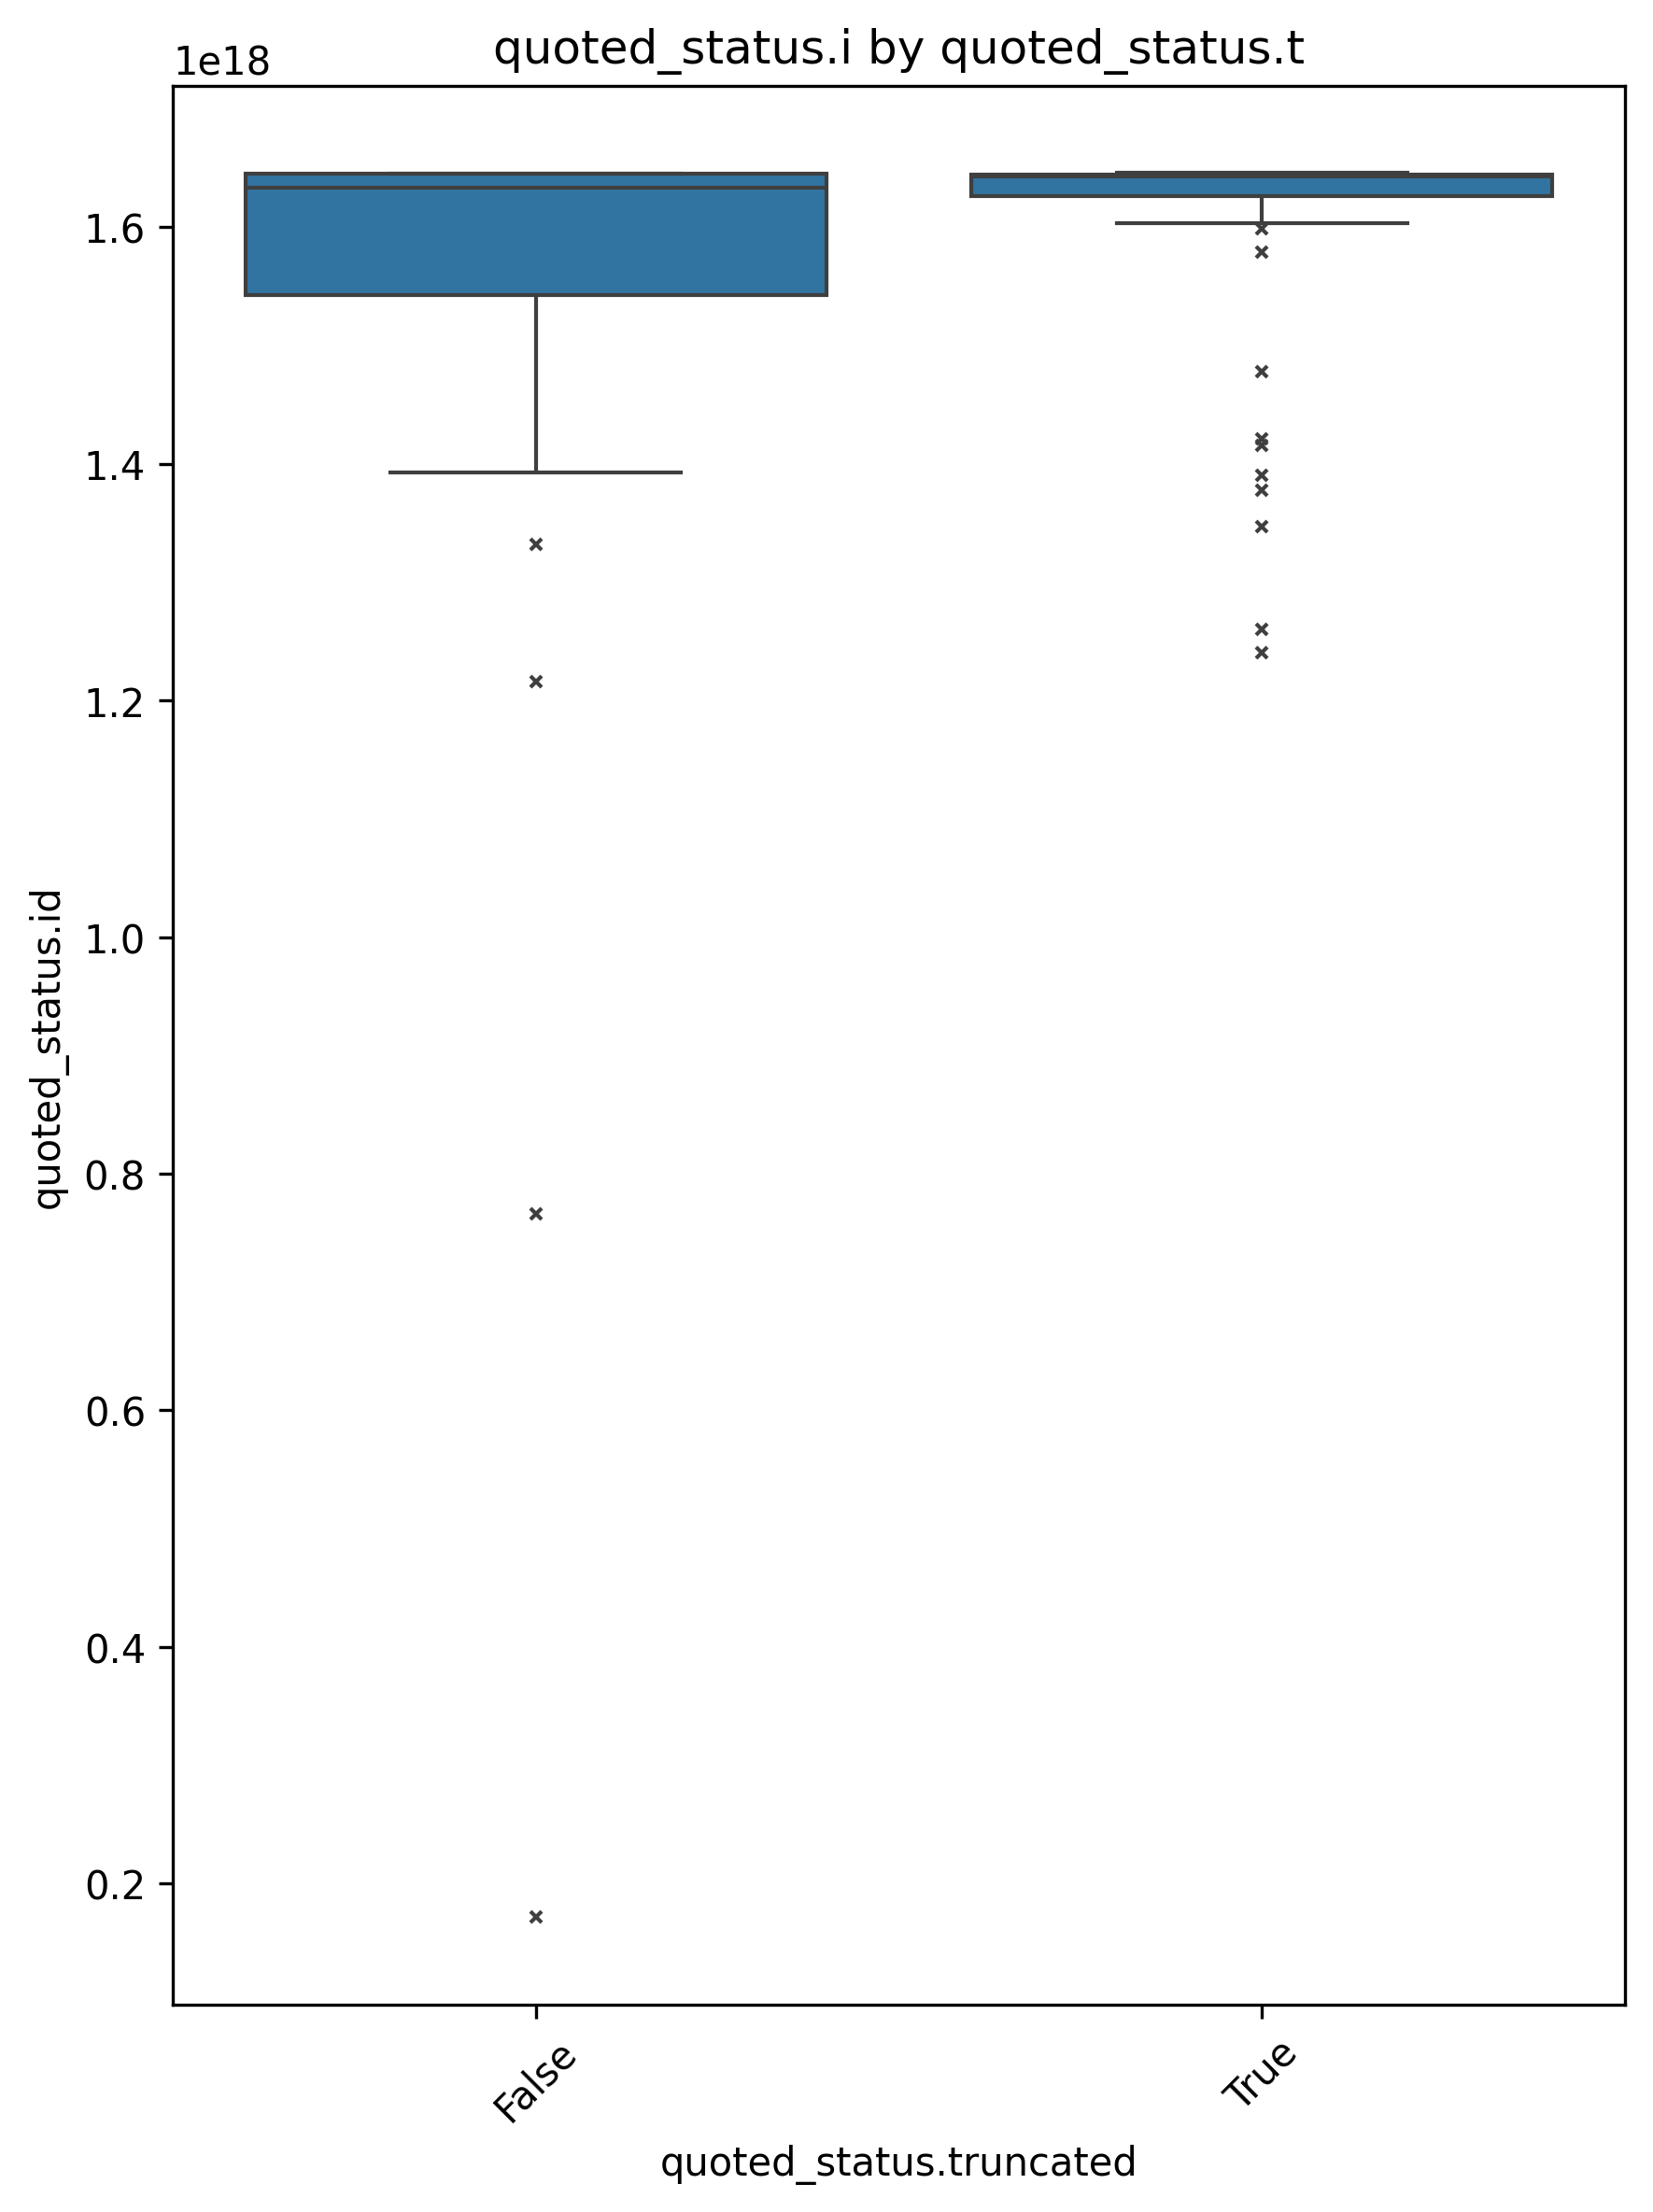 quoted_status.i by quoted_status.t
1e18
1.6
1.4
1.2
1.0
0.8
0.6
0.4
0.2
quoted_status.id
False
True
quoted_status.truncated